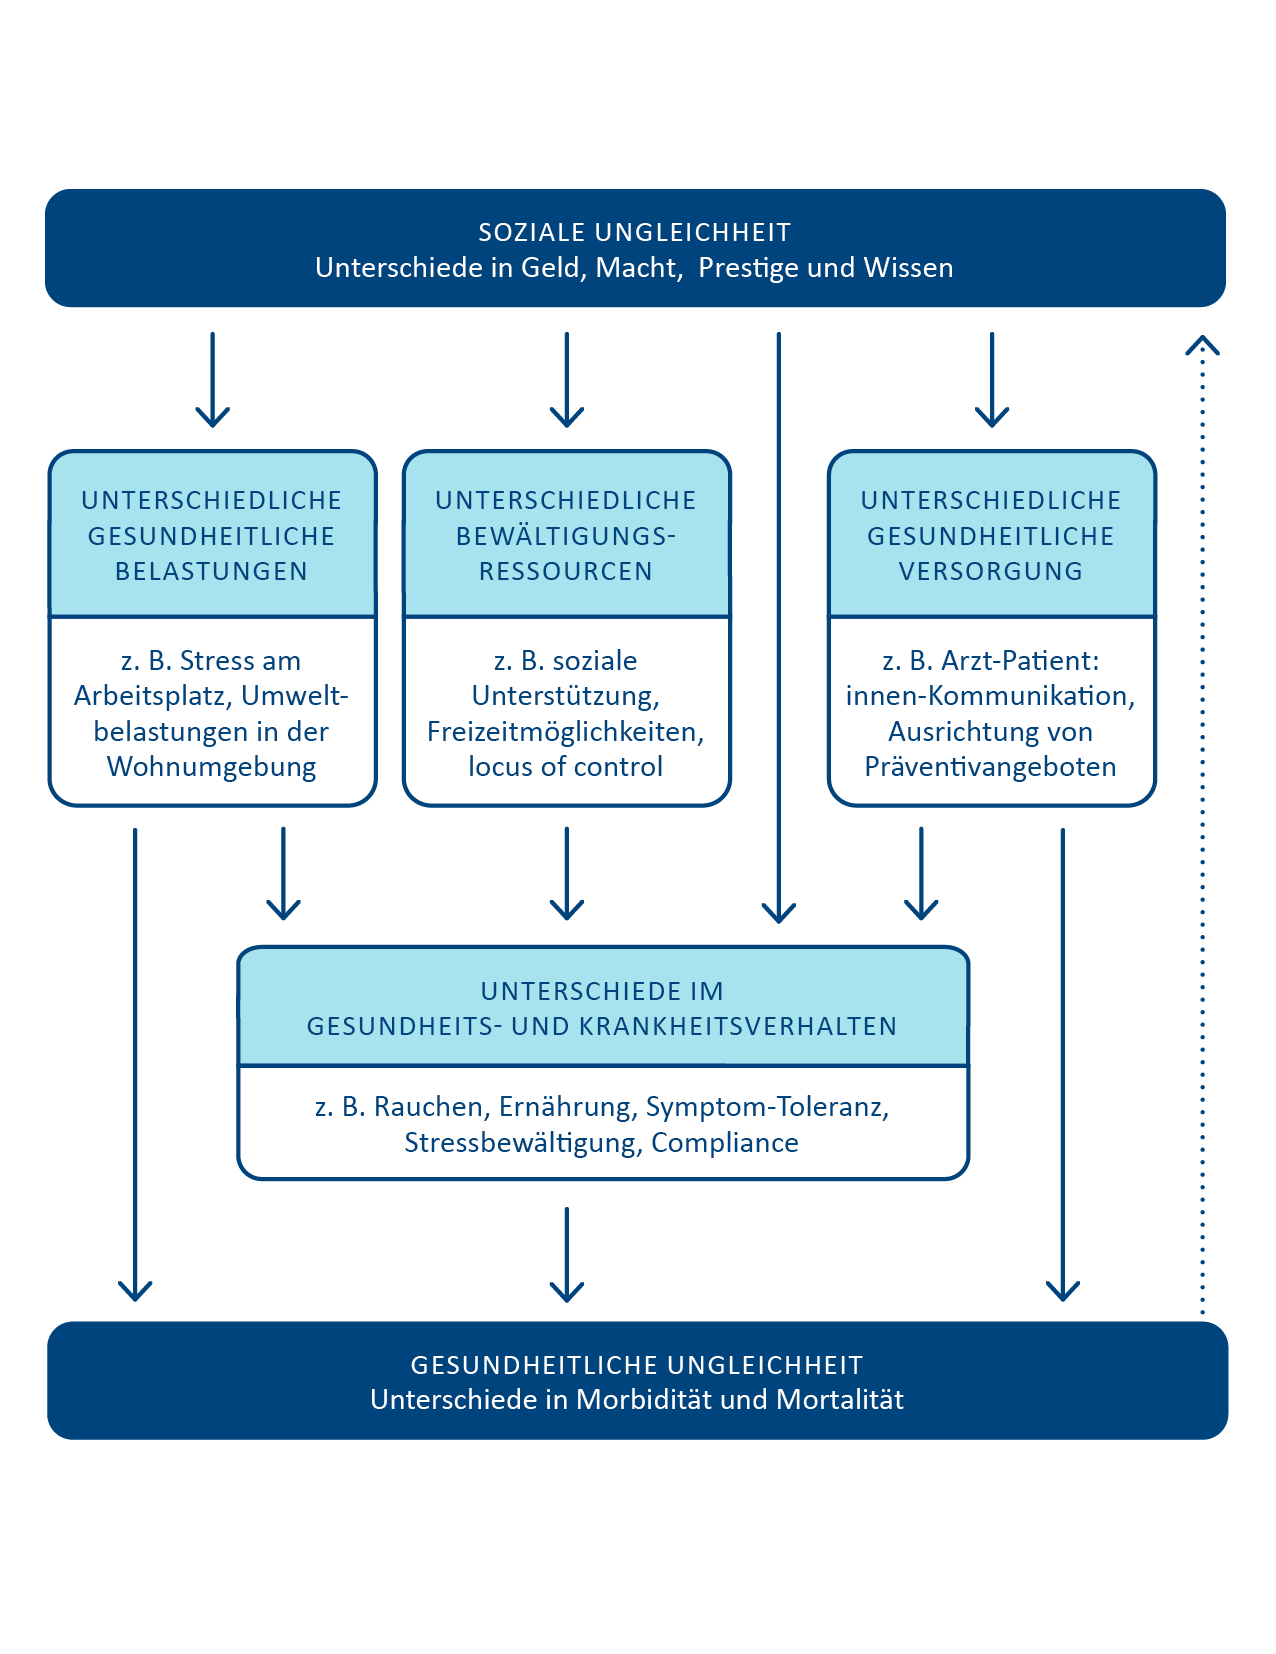 SOZIALE UNGLEICHHEIT
Unterschiede in Geld, Macht,  Prestige und Wissen
UNTERSCHIEDLICHE
GESUNDHEITLICHE
BELASTUNGEN
z. B. Stress am
Arbeitsplatz, Umwelt-
belastungen in der
Wohnumgebung
UNTERSCHIEDLICHE
BEWÄLTIGUNGS-
RESSOURCEN
z. B. soziale
Unterstützung,
Freizeitmöglichkeiten,
locus of control
UNTERSCHIEDLICHE
GESUNDHEITLICHE
VERSORGUNG
z. B. Arzt-Patient:
innen-Kommunikation,
Ausrichtung von
Präventivangeboten
UNTERSCHIEDE IM
GESUNDHEITS- UND KRANKHEITSVERHALTEN
z. B. Rauchen, Ernährung, Symptom-Toleranz,
Stressbewältigung, Compliance
GESUNDHEITLICHE UNGLEICHHEIT
Unterschiede in Morbidität und Mortalität